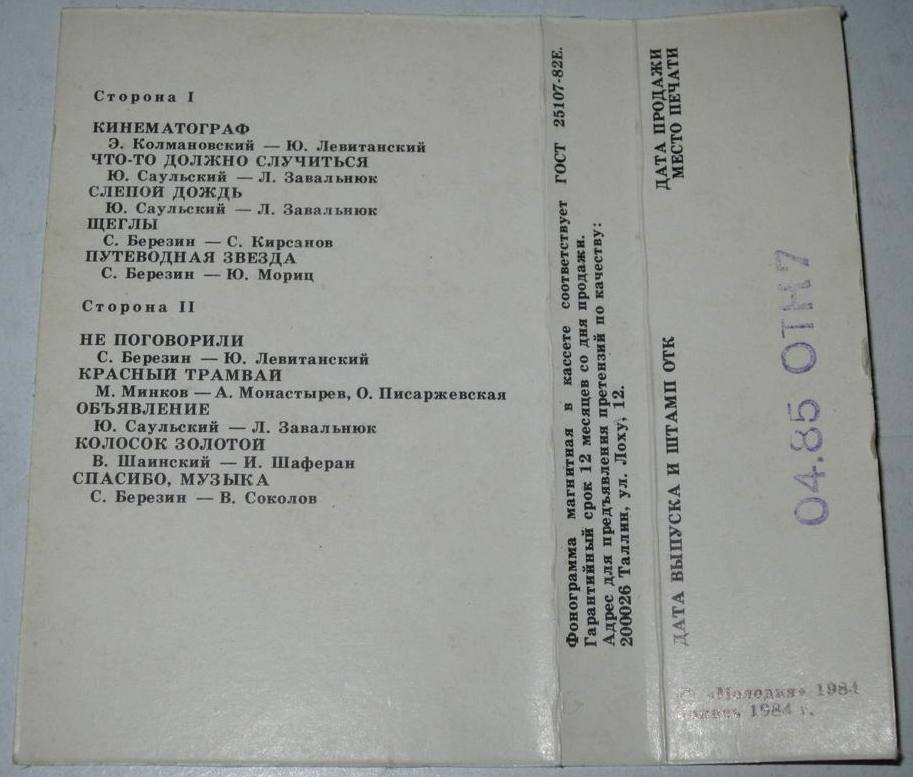 Сторона I
КИНЕМАТОГРАФ
Э. Колмановский — Ю. Левитанский
ЧТО-ТО ДОЛЖНО СЛУЧИТЬСЯ
Ю. Саульский — Л. Завальнюк
СЛЕПОЙ ДОЖДЬ
Ю. Саульский — Л. Завальнюк
ЩЕГЛЫ
С. Березин — С. Кирсанов
ПУТЕВОДНАЯ ЗВЕЗДА
С. Березин — Ю. Мориц
Сторона II
НЕ ПОГОВОРИЛИ
С. Березин — Ю. Левитанский
КРАСНЫЙ ТРАМВАЙ
М. Минков — А. Монастырев, О. Писаржевская
ОБЪЯВЛЕНИЕ
Ю. Саульский — Л. Завальнюк
КОЛОСОК ЗОЛОТОЙ
В. Шаинский — И. Шаферан
СПАСИБО, МУЗЫКА
С. Березин — В. Соколов
Фонограмма магнитная в кассете соответствует ГОСТ 25107-82Е.
Гарантийный срок 12 месяцев со дня продажи.
Адрес для предъявления претензий по качеству:
200026 Таллин, ул. Лоху, 12.
ДАТА ВЫПУСКА И ШТАМП ОТК
ДАТА ПРОДАЖИ
МЕСТО ПЕЧАТИ
04.85 ОТН7
«Мелодия» 1984
1984 г.